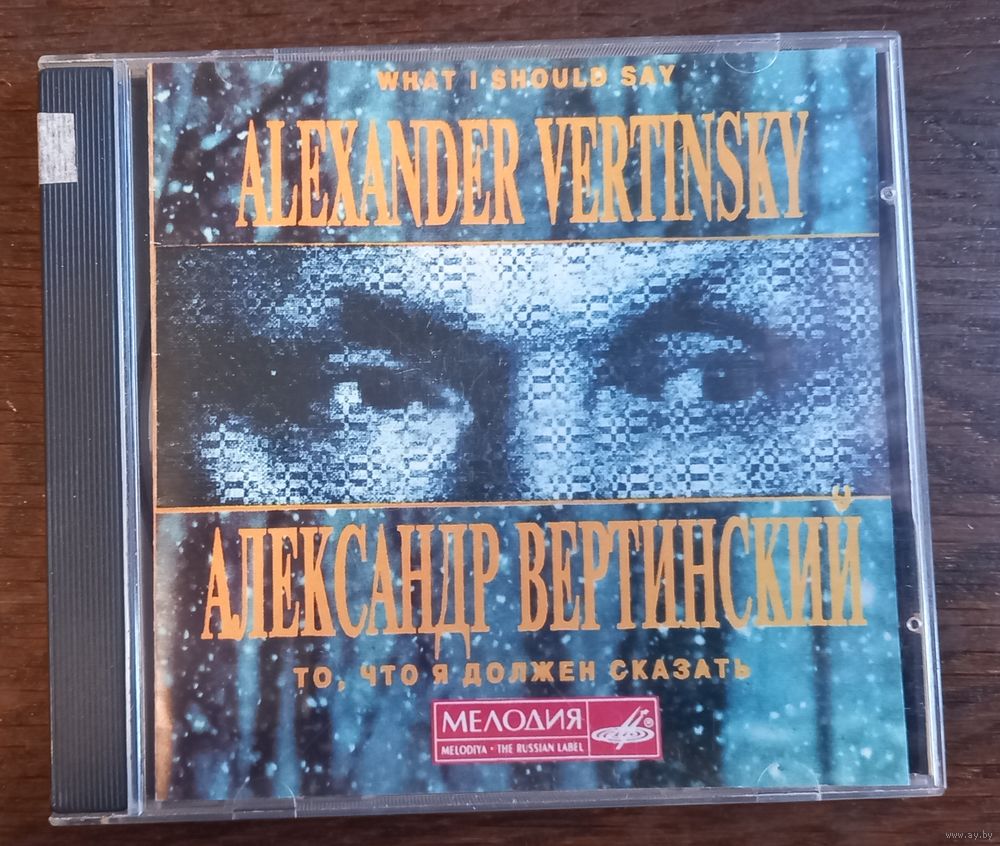 WHAT I SHOULD SAY
ALEXANDER VERTINSKY
АЛЕКСАНДР ВЕРТИНСКИЙ
ТО, ЧТО Я ДОЛЖЕН СКАЗАТЬ
МЕЛОДИЯ
MELODIYA · THE RUSSIAN LABEL
®
www.ay.by